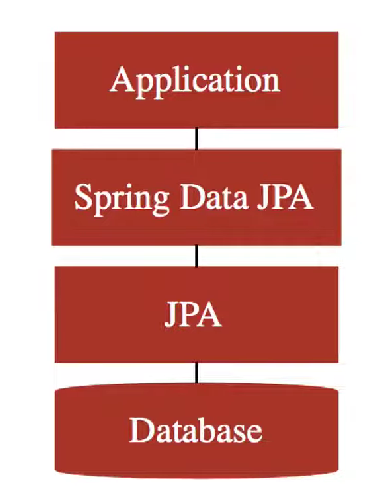 Application
Spring Data JPA
JPA
Database